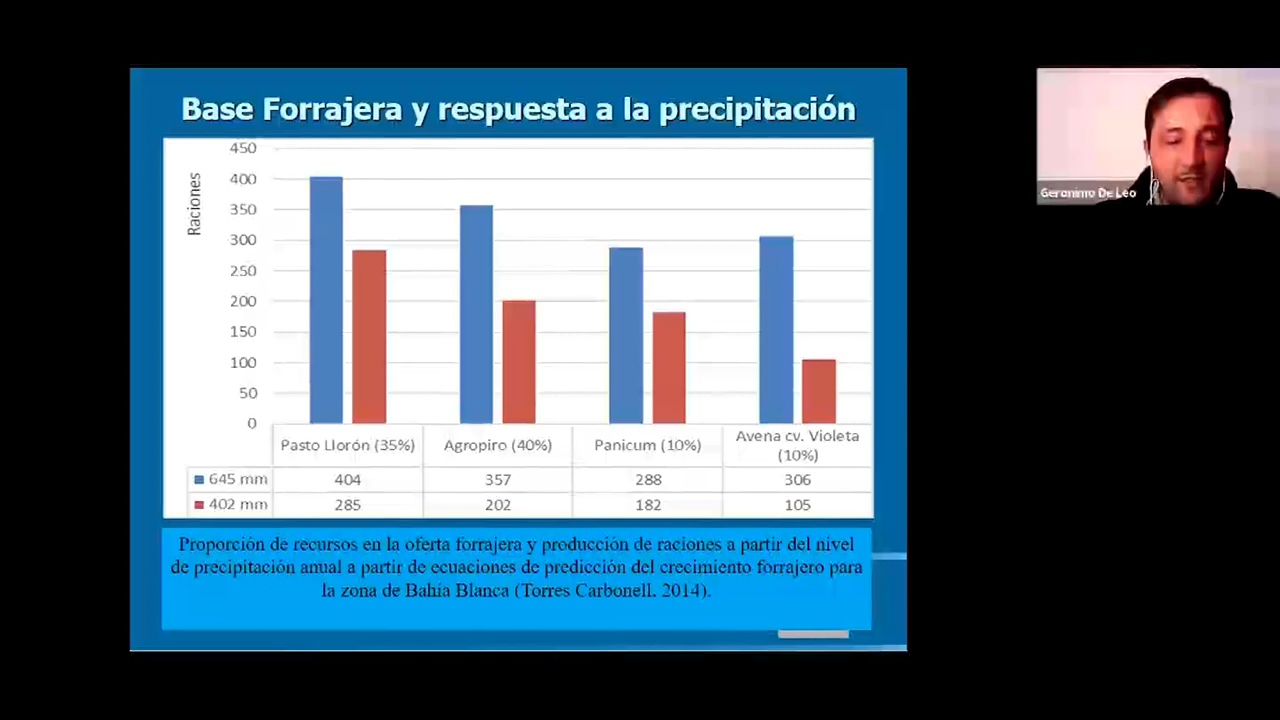 Base Forrajera y respuesta a la precipitación
Raciones
450
400
350
300
250
200
150
100
50
0
Pasto Llorón (35%) Agropiro (40%) Panicum (10%) Avena cv. Violeta (10%)
645 mm 404 357 288 306
402 mm 285 202 182 105
Proporción de recursos en la oferta forrajera y producción de raciones a partir del nivel
de precipitación anual a partir de ecuaciones de predicción del crecimiento forrajero para
la zona de Bahía Blanca (Torres Carbonell, 2014).
Geronimo De Leo